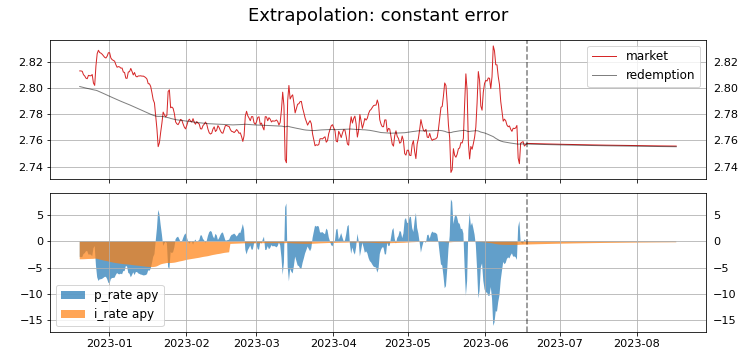 Extrapolation: constant error
2.82 2.82
2.80 2.80
2.78 2.78
2.76 2.76
2.74 2.74
market
redemption
5 5
0 0
−5 −5
−10 −10
−15 −15
p_rate apy
i_rate apy
2023-01 2023-02 2023-03 2023-04 2023-05 2023-06 2023-07 2023-08